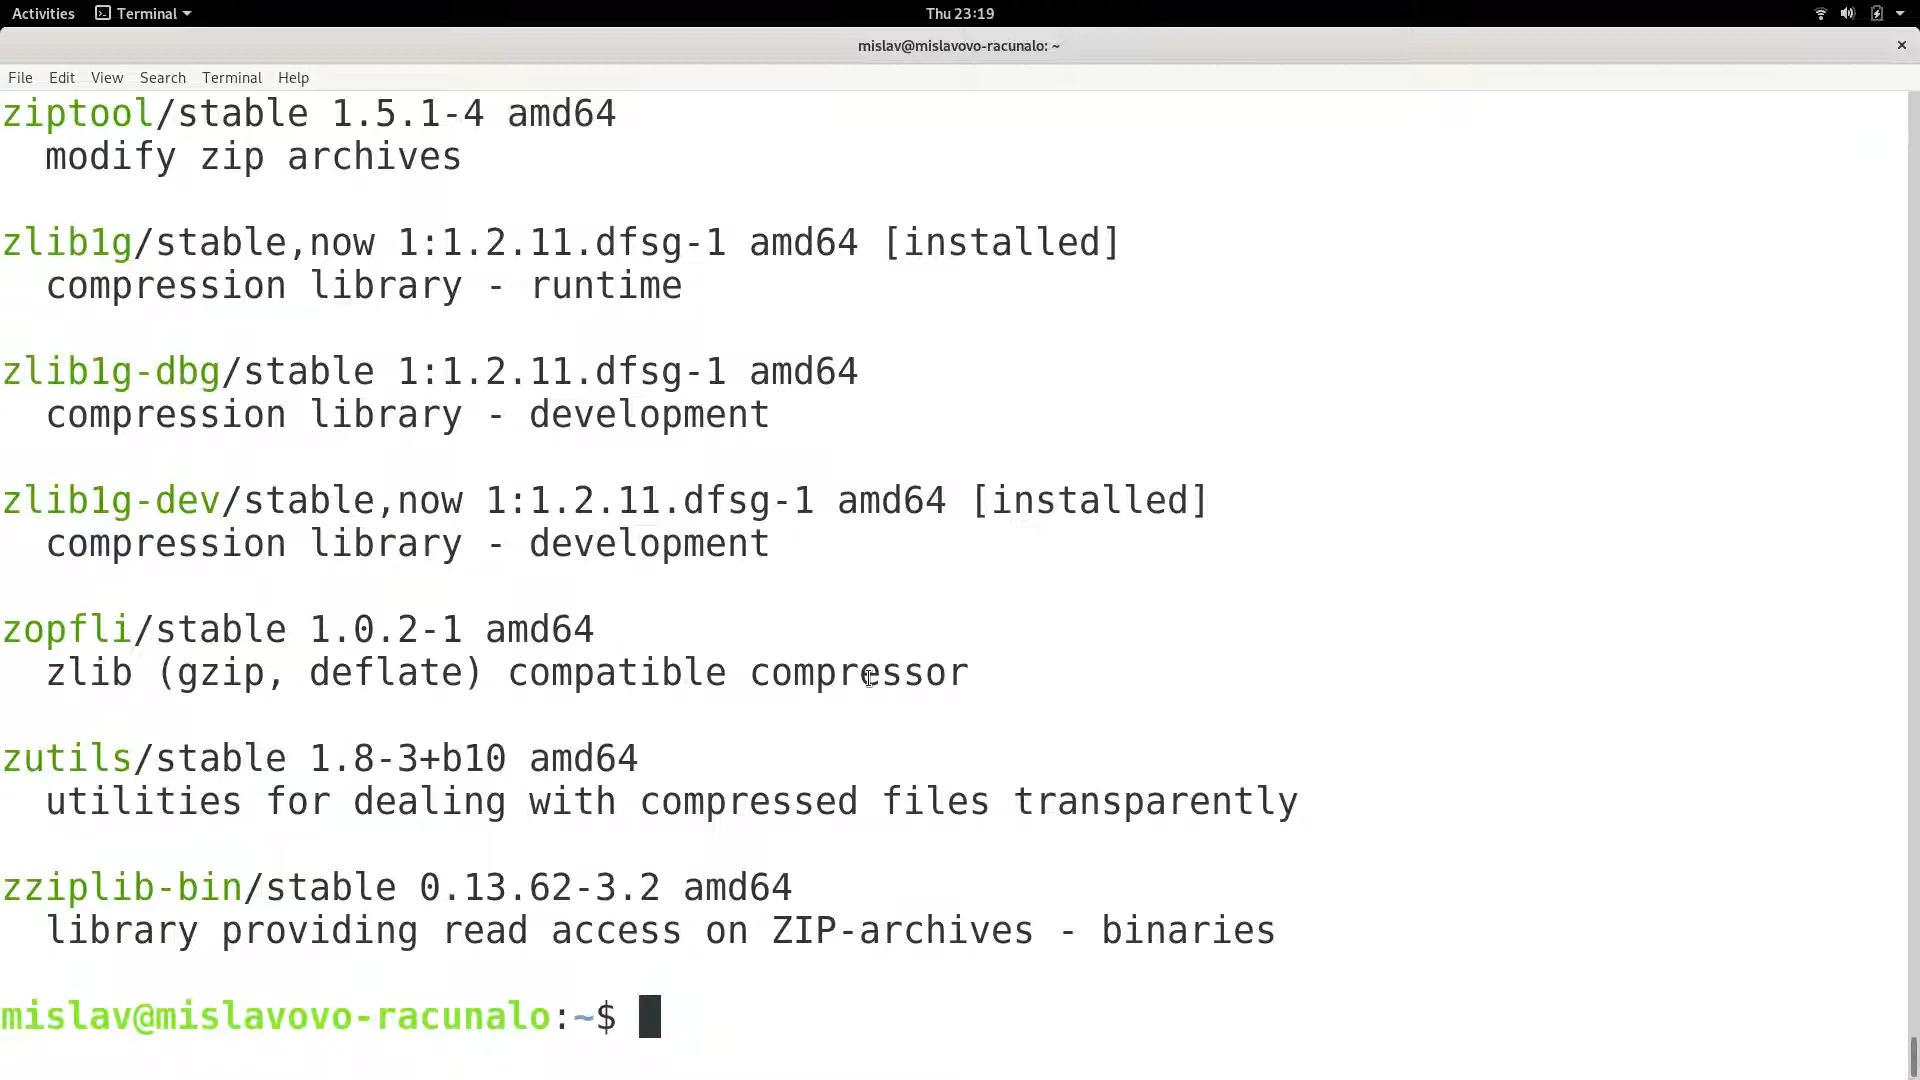 Activities Terminal Thu 23:19
mislav@mislavovo-racunalo: ~
File Edit View Search Terminal Help
ziptool/stable 1.5.1-4 amd64
modify zip archives
zlib1g/stable,now 1:1.2.11.dfsg-1 amd64 [installed]
compression library - runtime
zlib1g-dbg/stable 1:1.2.11.dfsg-1 amd64
compression library - development
zlib1g-dev/stable,now 1:1.2.11.dfsg-1 amd64 [installed]
compression library - development
zopfli/stable 1.0.2-1 amd64
zlib (gzip, deflate) compatible compressor
zutils/stable 1.8-3+b10 amd64
utilities for dealing with compressed files transparently
zziplib-bin/stable 0.13.62-3.2 amd64
library providing read access on ZIP-archives - binaries
mislav@mislavovo-racunalo:~$